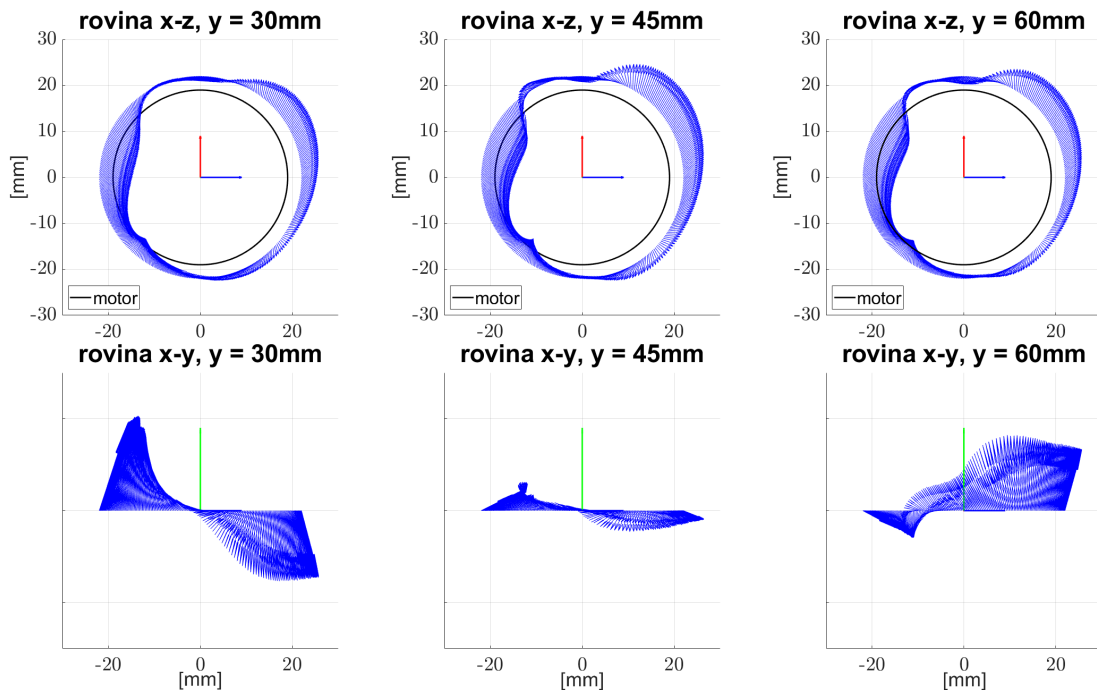 rovina x-z, y = 30mm
rovina x-z, y = 45mm
rovina x-z, y = 60mm
30
20
10
0
-10
-20
-30
[mm]
-20 0 20
motor
30
20
10
0
-10
-20
-30
[mm]
-20 0 20
motor
30
20
10
0
-10
-20
-30
[mm]
-20 0 20
motor
rovina x-y, y = 30mm
rovina x-y, y = 45mm
rovina x-y, y = 60mm
-20 0 20
[mm]
-20 0 20
[mm]
-20 0 20
[mm]